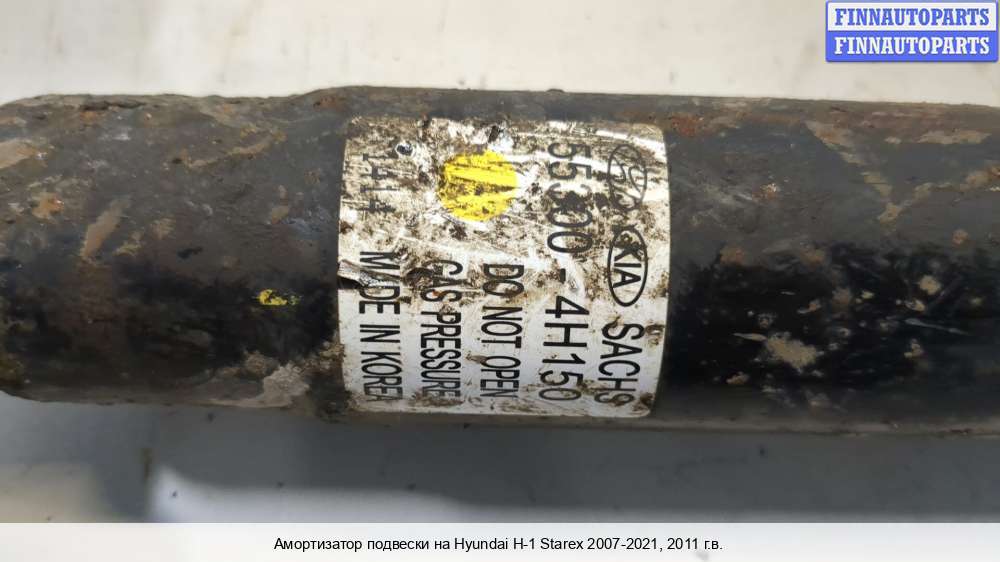 FINNAUTOPARTS
FINNAUTOPARTS
KIA SACHS
55300-4H150
DO NOT OPEN
GAS PRESSURE
MADE IN KOREA
Амортизатор подвески на Hyundai H-1 Starex 2007-2021, 2011 г.в.